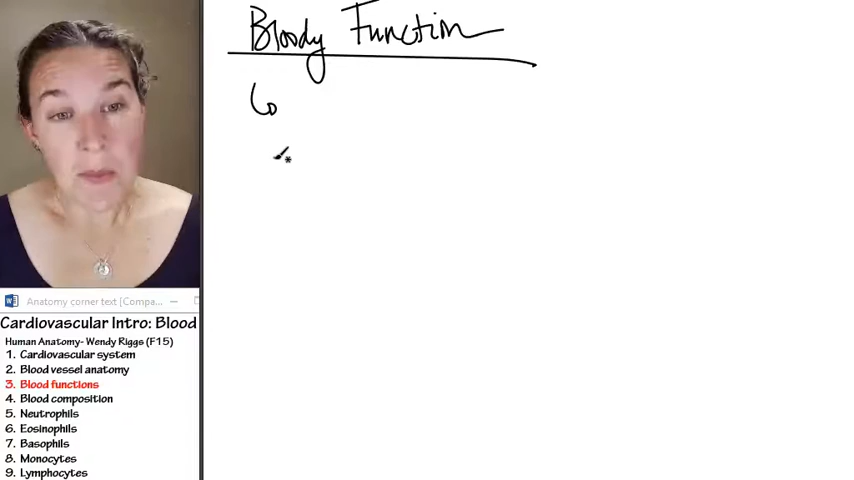 Bloody Function
Anatomy corner text [Compa...
Cardiovascular Intro: Blood
Human Anatomy- Wendy Riggs (F15)
1. Cardiovascular system
2. Blood vessel anatomy
3. Blood functions
4. Blood composition
5. Neutrophils
6. Eosinophils
7. Basophils
8. Monocytes
9. Lymphocytes